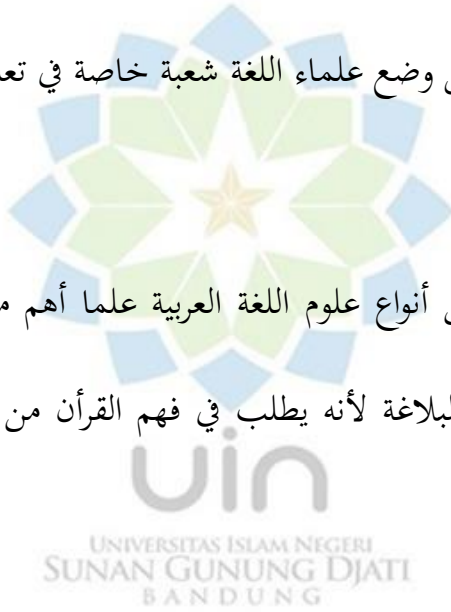 وضع علماء اللغة شعبة خاصة في
أنواع علوم اللغة العربية علما أهم
لبلاغة لأنه يطلب في فهم القرأن من
uin
UNIVERSITAS ISLAM NEGERI
SUNAN GUNUNG DJATI
BANDUNG